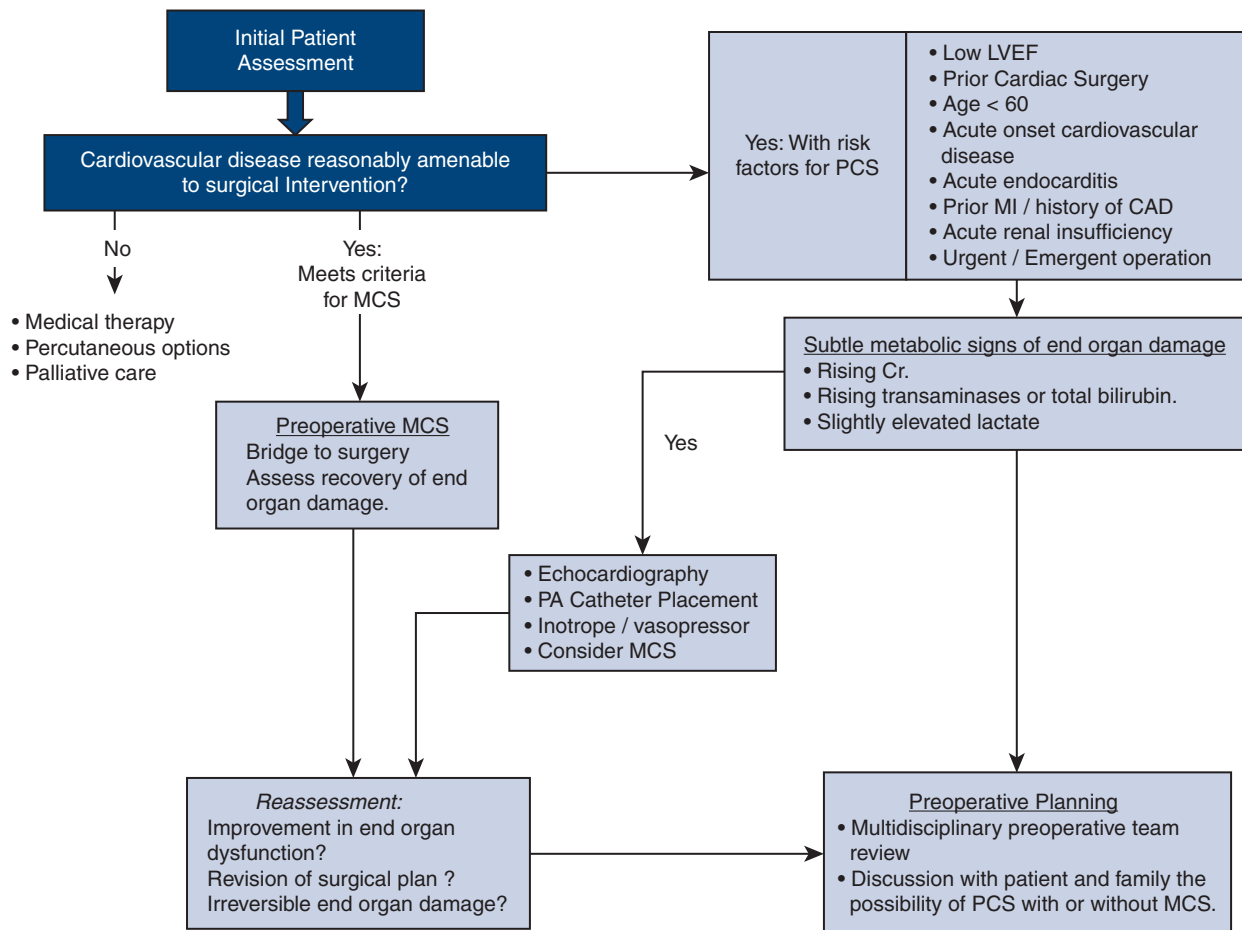 Initial Patient
Assessment
Cardiovascular disease reasonably amenable
to surgical Intervention?
Yes: With risk
factors for PCS
• Low LVEF
• Prior Cardiac Surgery
• Age < 60
• Acute onset cardiovascular
disease
• Acute endocarditis
• Prior MI / history of CAD
• Acute renal insufficiency
• Urgent / Emergent operation
No
• Medical therapy
• Percutaneous options
• Palliative care
Yes:
Meets criteria
for MCS
Subtle metabolic signs of end organ damage
• Rising Cr.
• Rising transaminases or total bilirubin.
• Slightly elevated lactate
Preoperative MCS
Bridge to surgery
Assess recovery of end
organ damage.
Yes
• Echocardiography
• PA Catheter Placement
• Inotrope / vasopressor
• Consider MCS
Reassessment:
Improvement in end organ
dysfunction?
Revision of surgical plan ?
Irreversible end organ damage?
Preoperative Planning
• Multidisciplinary preoperative team
review
• Discussion with patient and family the
possibility of PCS with or without MCS.